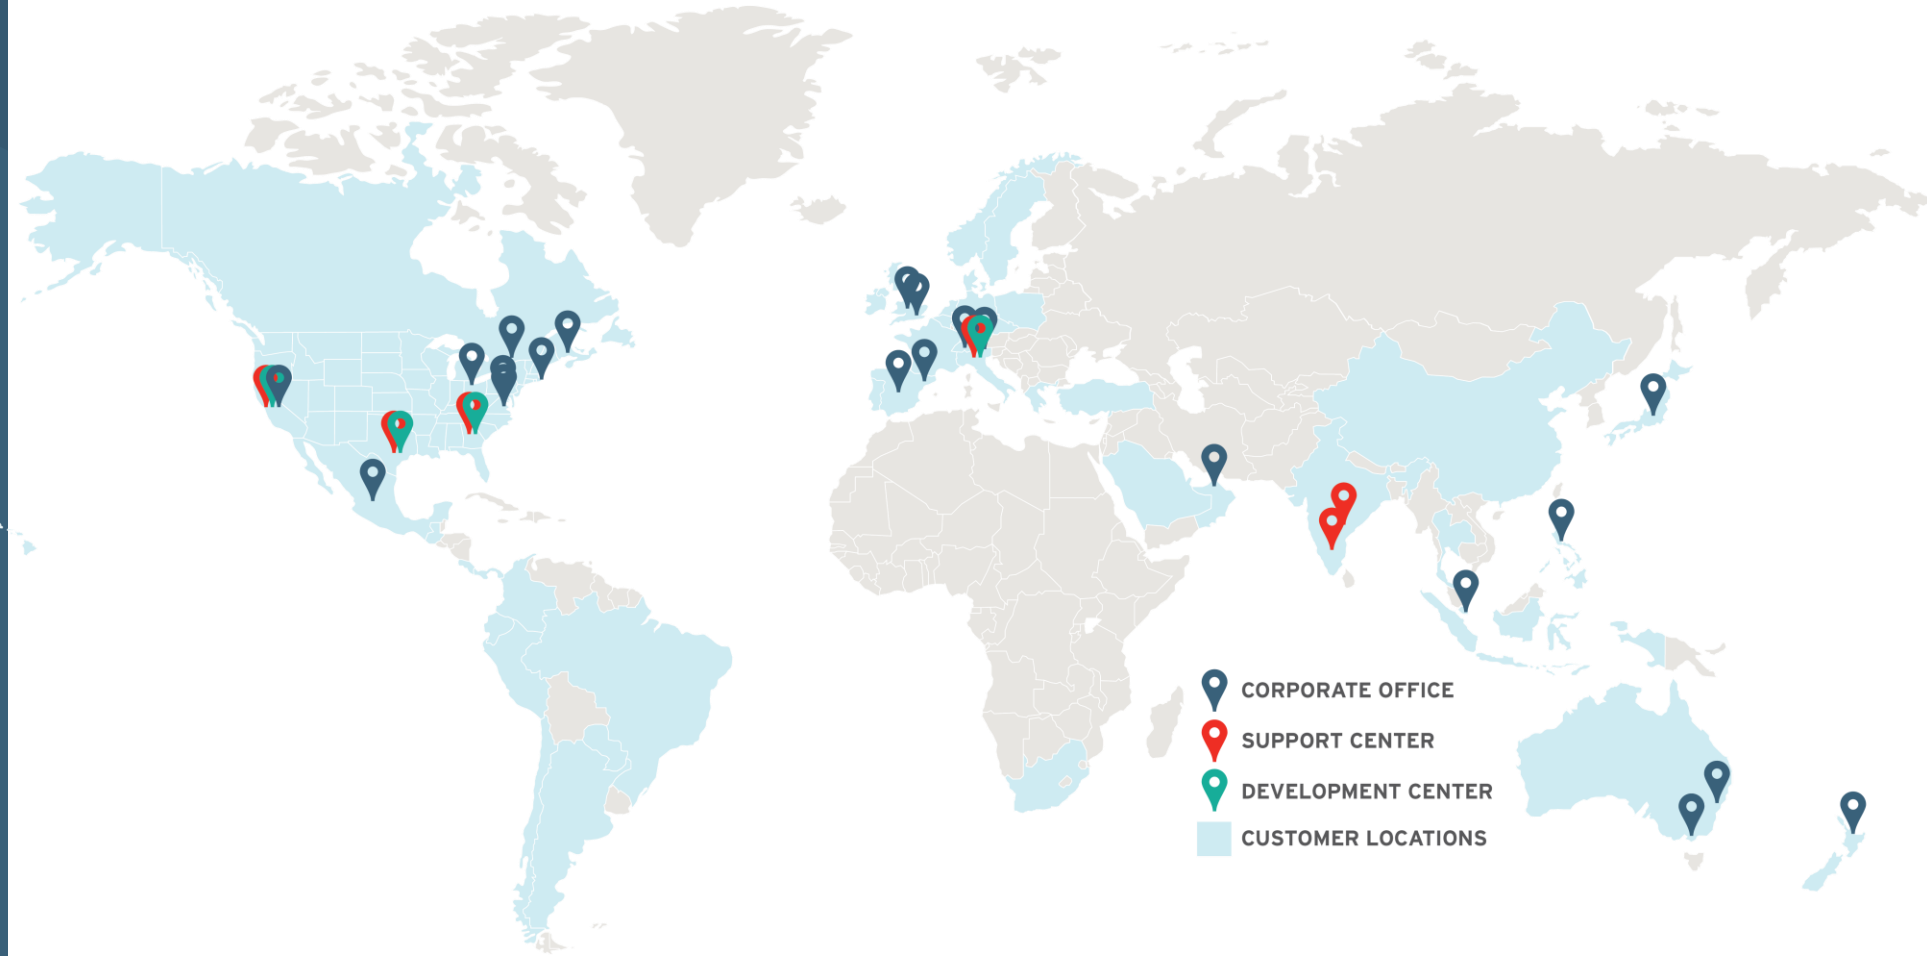 CORPORATE OFFICE
SUPPORT CENTER
DEVELOPMENT CENTER
CUSTOMER LOCATIONS